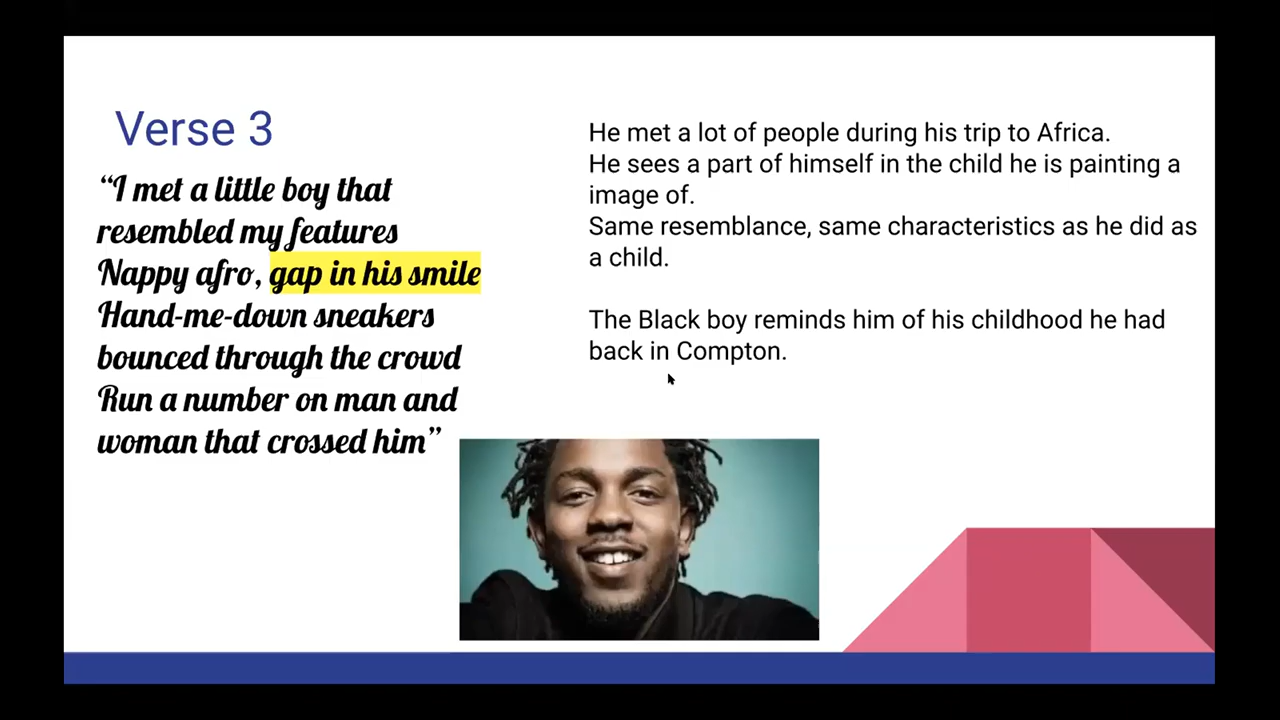 Verse 3
“I met a little boy that
resembled my features
Nappy afro, gap in his smile
Hand-me-down sneakers
bounced through the crowd
Run a number on man and
woman that crossed him”
He met a lot of people during his trip to Africa.
He sees a part of himself in the child he is painting a
image of.
Same resemblance, same characteristics as he did as
a child.
The Black boy reminds him of his childhood he had
back in Compton.